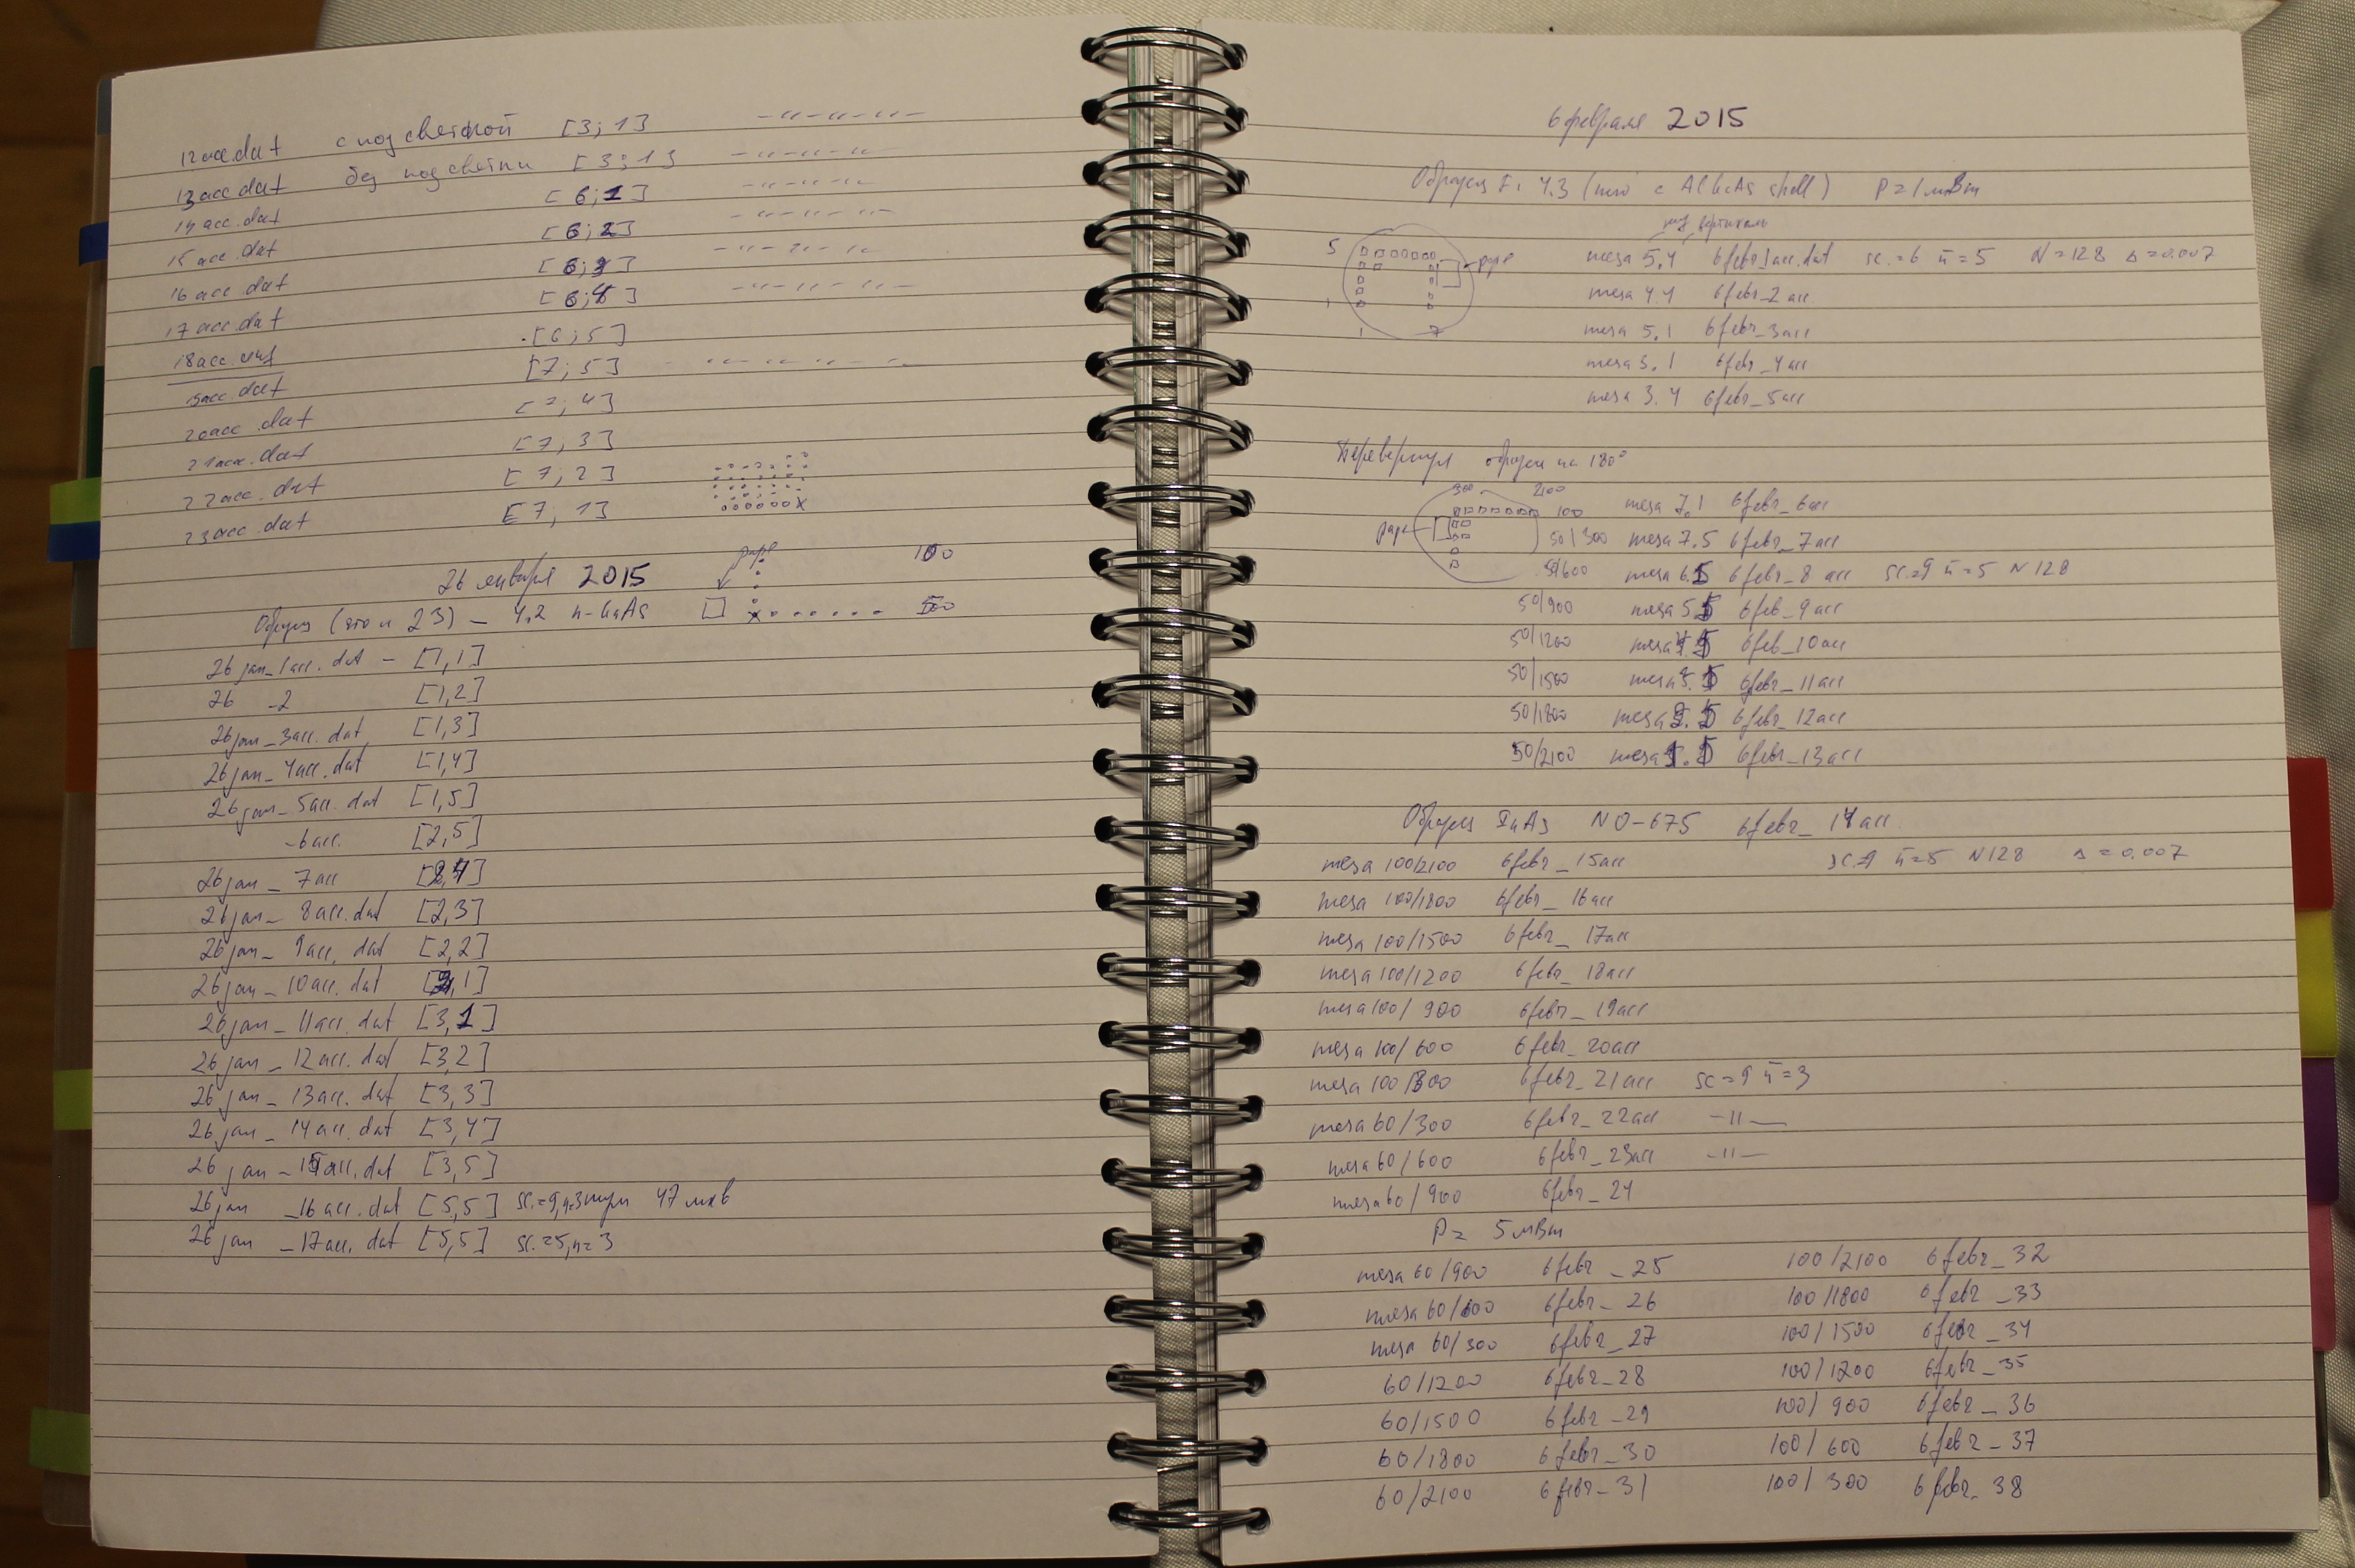 12acc.dat с подсветкой [3; 1] -"-"-"-
13acc.dat без подсветки [3; 1] -"-"-"-
14acc.dat [6; 1] -"-"-"-
15acc.dat [6; 2] -"-"-"-
16acc.dat [6; 3] -"-"-"-
17acc.dat [6; 4] -"-"-"-
18acc. [6; 5]
19acc.dat [7; 5] -"-"-"-
20acc.dat [7, 4]
21acc.dat [7, 3]
22acc.dat [7, 2]
23acc.dat [7, 1]
26 января 2015
Образец 4.2 n-GaAs
26jan_1acc.dat - [1,1]
26 _2 [1,2]
26jan_3acc.dat [1,3]
26jan_4acc.dat [1,4]
26jan_5acc.dat [1,5]
_6acc. [2,5]
26jan_7acc [2,4]
26jan_8acc.dat [2,3]
26jan_9acc.dat [2,2]
26jan_10acc.dat [2,1]
26jan_11acc.dat [3,1]
26jan_12acc.dat [3,2]
26jan_13acc.dat [3,3]
26jan_14acc.dat [3,4]
26jan_15acc.dat [3,5]
26jan_16acc.dat [5,5] sc.=9, 47 мкв
26jan_17acc.dat [5,5] sc.=5, n=3
6 февраля 2015
Образец 4.3 (с AlGaAs shell) P=1 мВт
вертикаль
5
1
1 7
mesa 5.4 6febr_1acc.dat sc.=6 n=5 N=128 s=0.007
mesa 4.4 6febr_2acc
mesa 5.1 6febr_3acc
mesa 3.1 6febr_4acc
mesa 3.4 6febr_5acc
Перевернул образец на 180°
300 2100
100 mesa 7.1 6febr_6acc
50/300 mesa 7.5 6febr_7acc
50/600 mesa 6.5 6febr_8acc sc.=9 n=5 N128
50/900 mesa 5.5 6feb_9acc
50/1200 mesa 4.5 6feb_10acc
50/1500 mesa 3.5 6febr_11acc
50/1800 mesa 2.5 6febr_12acc
50/2100 mesa 1.5 6febr_13acc
Образец InAs NO-675 6febr_14acc
mesa 100/2100 6febr_15acc n=5 N128 s=0.007
mesa 100/1800 6febr_16acc
mesa 100/1500 6febr_17acc
mesa 100/1200 6febr_18acc
mesa 100/900 6febr_19acc
mesa 100/600 6febr_20acc
mesa 100/300 6febr_21acc sc=9 n=3
mesa 60/300 6febr_22acc -"-
mesa 60/600 6febr_23acc -"-
mesa 60/900 6febr_24
P= 5 мВт
mesa 60/900 6febr_25 100/2100 6febr_32
mesa 60/600 6febr_26 100/1800 6febr_33
mesa 60/300 6febr_27 100/1500 6febr_34
60/1200 6febr_28 100/1200 6febr_35
60/1500 6febr_29 100/900 6febr_36
60/1800 6febr_30 100/600 6febr_37
60/2100 6febr_31 100/300 6febr_38